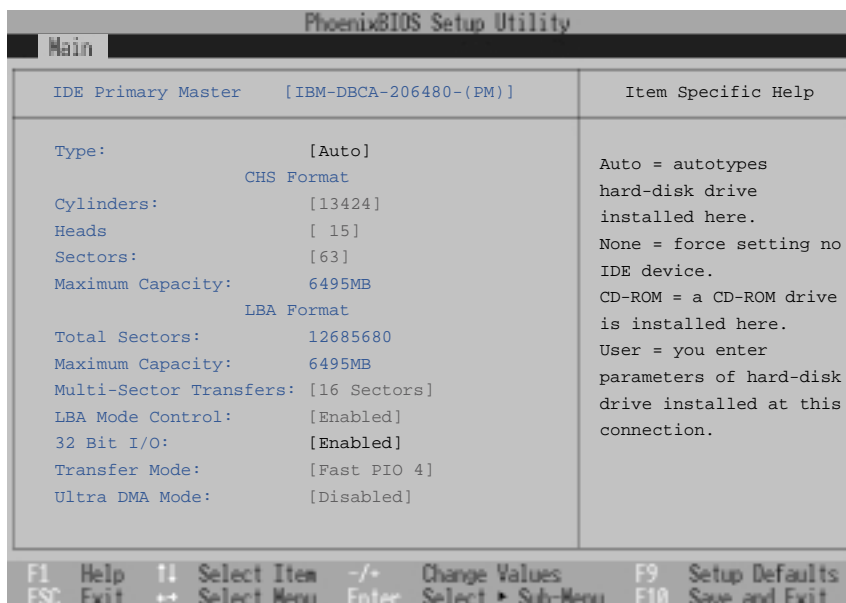 PhoenixBIOS Setup Utility
Main
IDE Primary Master [IBM-DBCA-206480-(PM)]
Item Specific Help
Type: [Auto]
CHS Format
Cylinders: [13424]
Heads [ 15]
Sectors: [63]
Maximum Capacity: 6495MB
LBA Format
Total Sectors: 12685680
Maximum Capacity: 6495MB
Multi-Sector Transfers: [16 Sectors]
LBA Mode Control: [Enabled]
32 Bit I/O: [Enabled]
Transfer Mode: [Fast PIO 4]
Ultra DMA Mode: [Disabled]
Auto = autotypes
hard-disk drive
installed here.
None = force setting no
IDE device.
CD-ROM = a CD-ROM drive
is installed here.
User = you enter
parameters of hard-disk
drive installed at this
connection.
F1 Help ↑↓ Select Item -/+ Change Values F9 Setup Defaults
ESC Exit ↔ Select Menu Enter Select ▸ Sub-Menu F10 Save and Exit